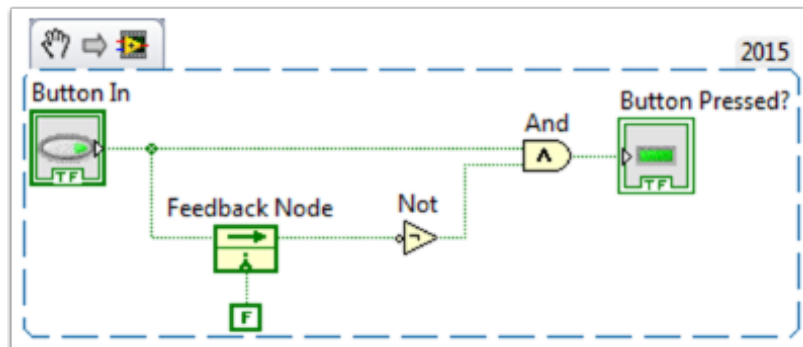 2015
Button In
Button Pressed?
And
TF
TF
Feedback Node
Not
F